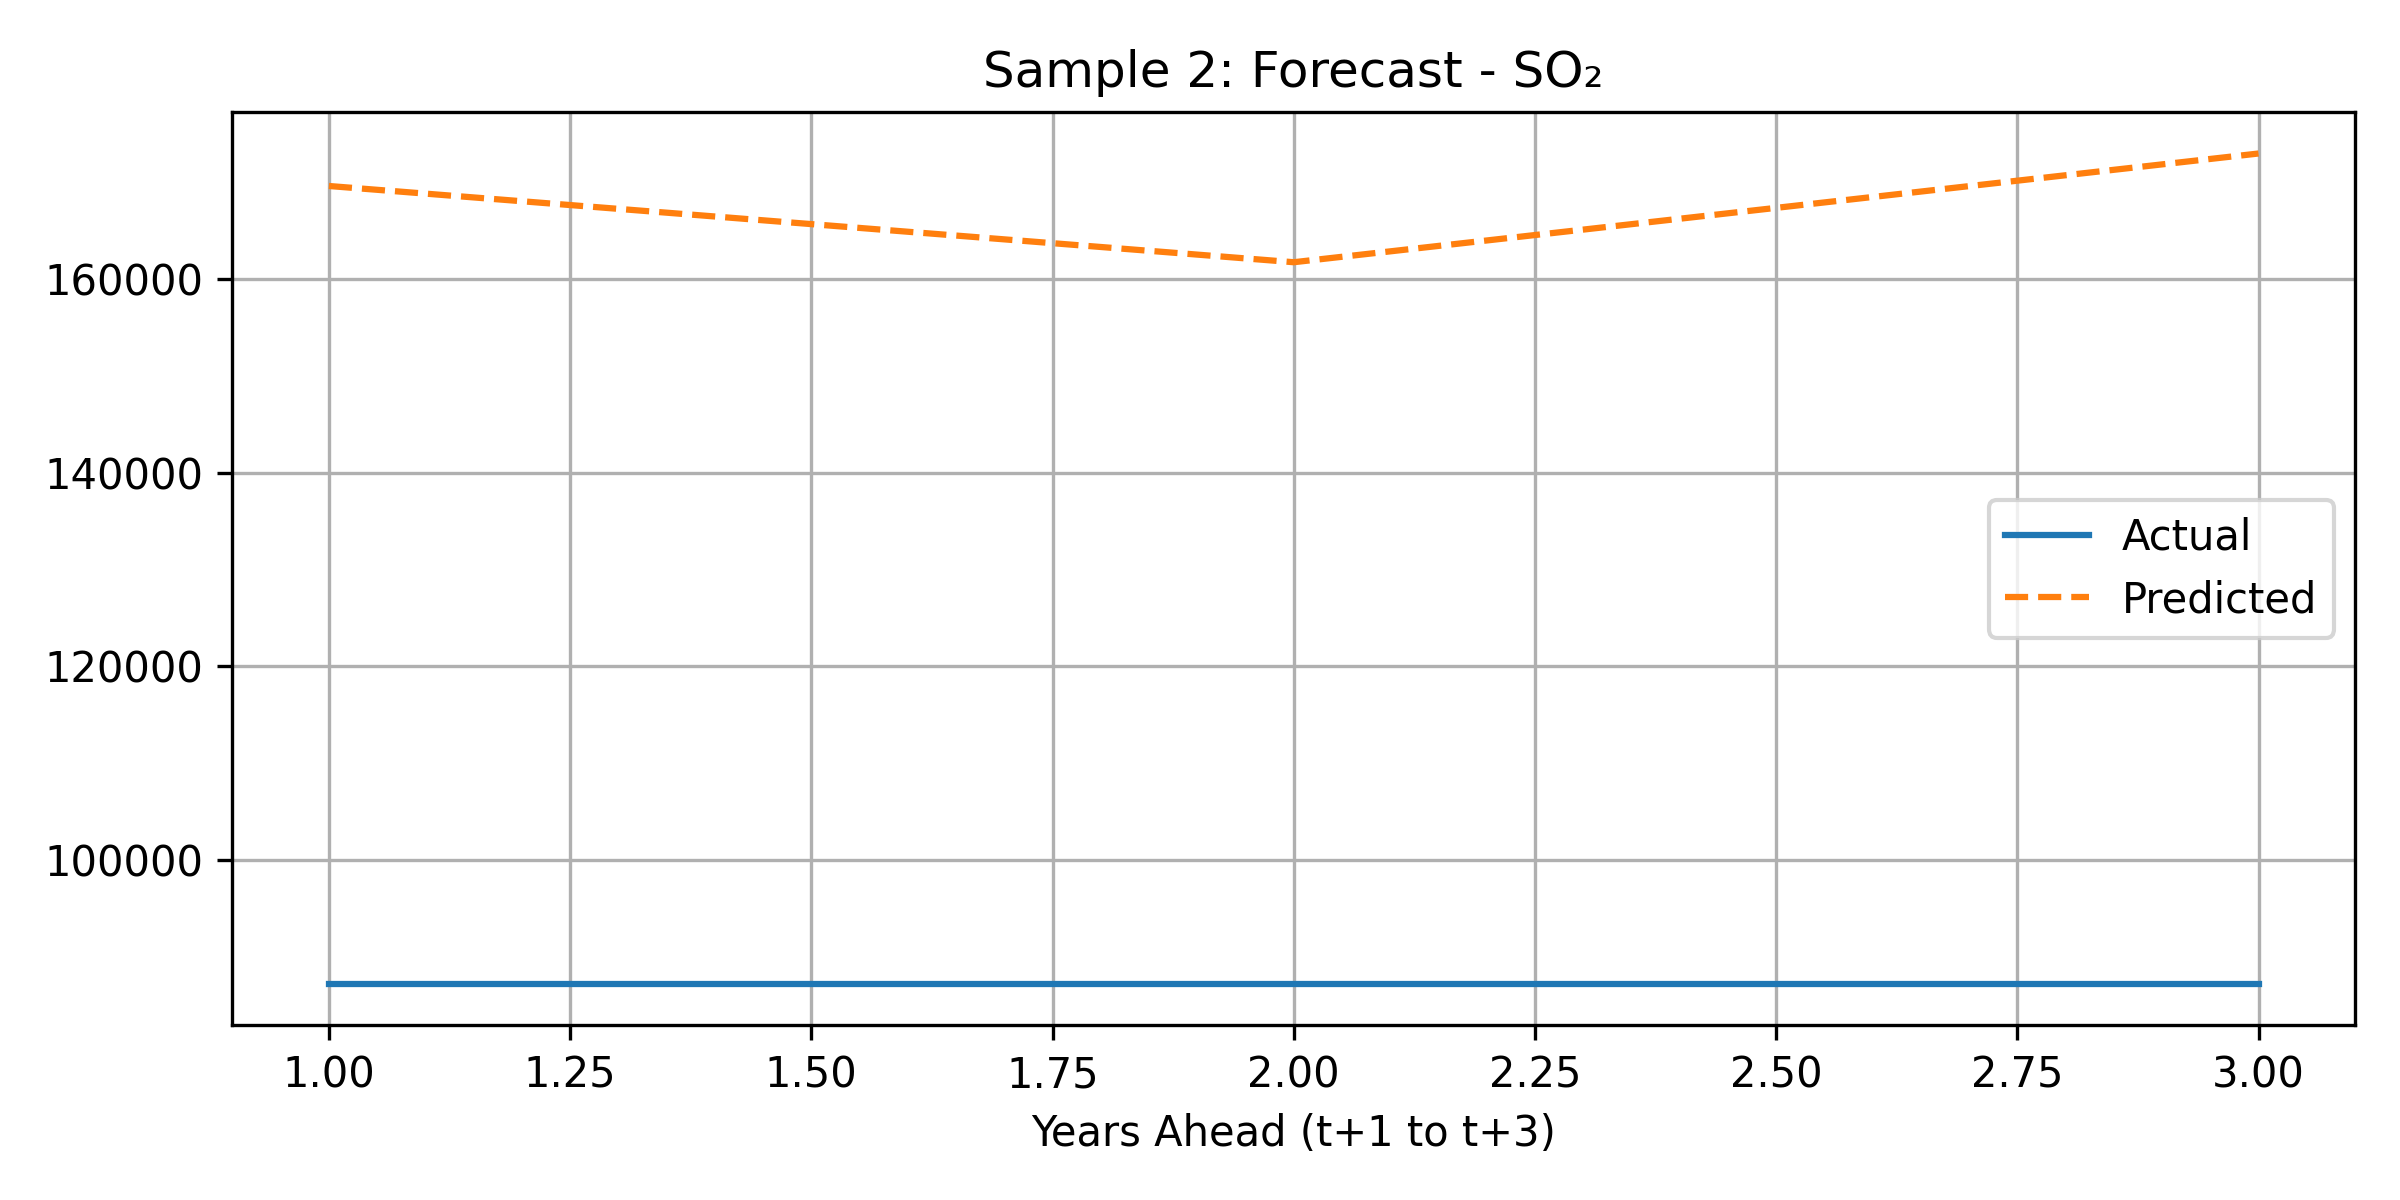 Sample 2: Forecast - SO₂
160000
140000
120000
100000
Actual
Predicted
1.00 1.25 1.50 1.75 2.00 2.25 2.50 2.75 3.00
Years Ahead (t+1 to t+3)